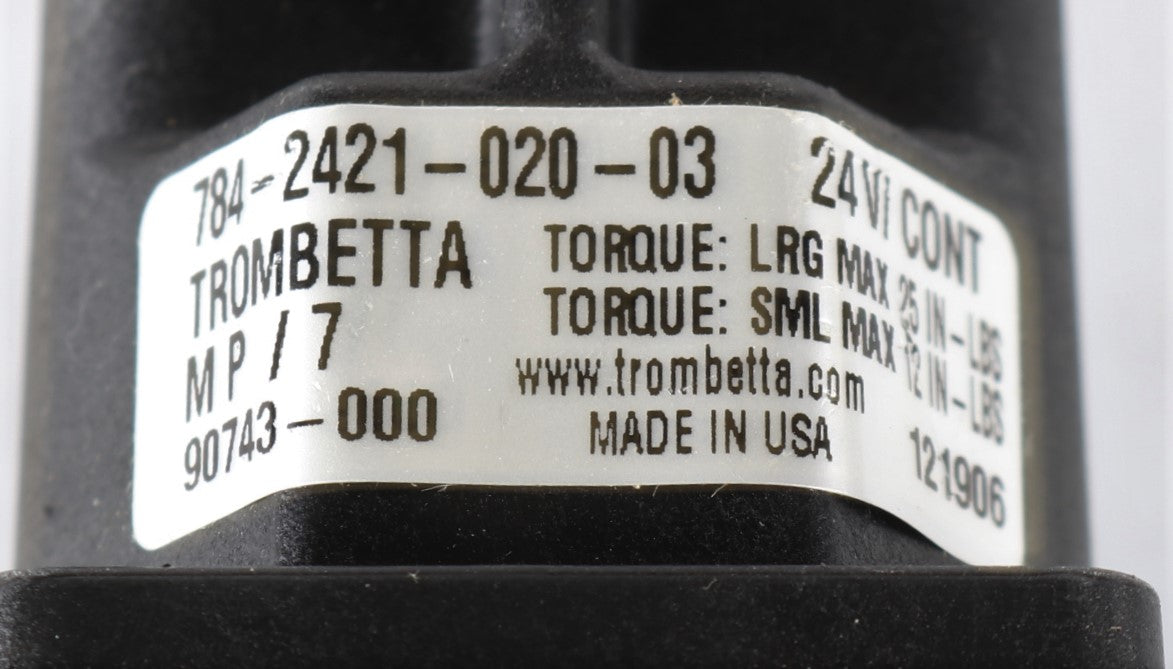 784-2421-020-03 24V/ CONT
TROMBETTA
TORQUE: LRG MAX 25 IN-LBS
M P / 7
TORQUE: SML MAX 12 IN-LBS
www.trombetta.com
90743-000
MADE IN USA
121906